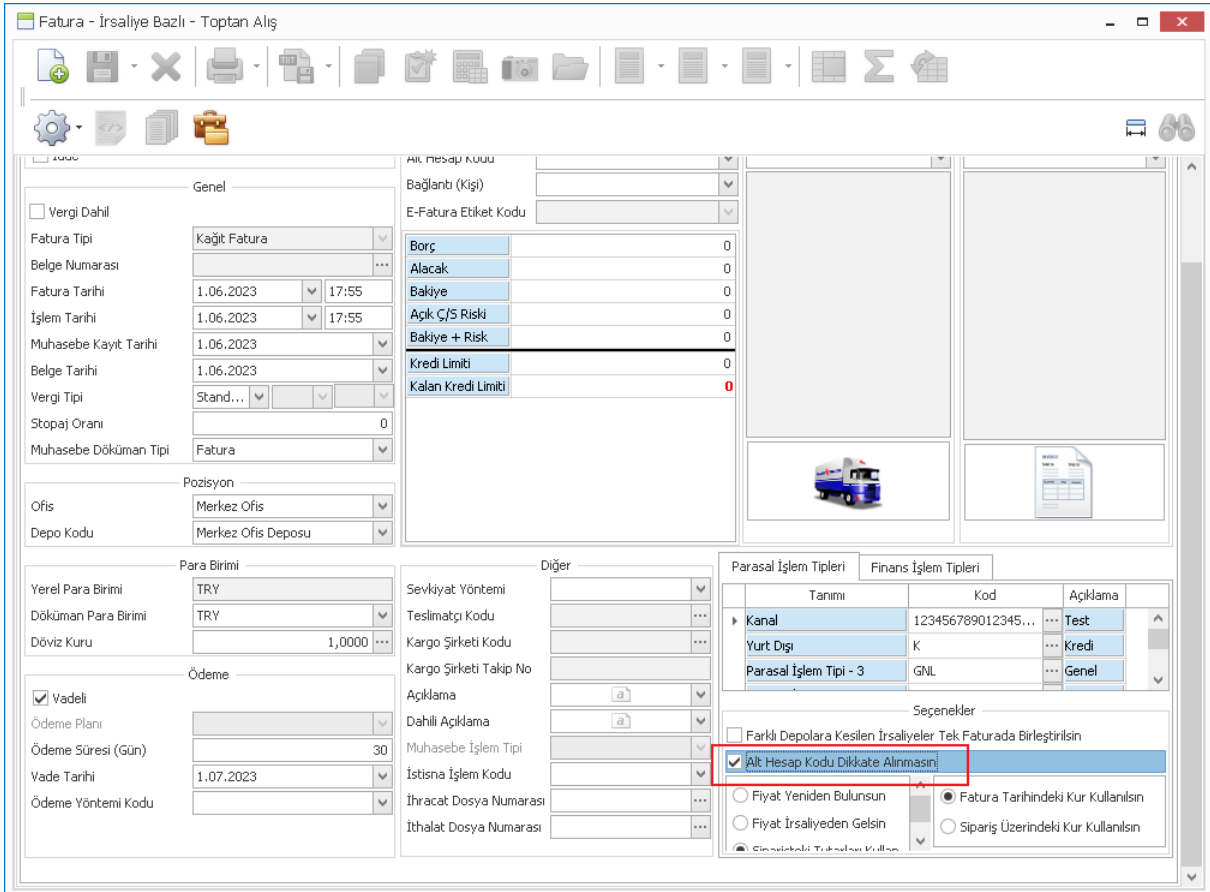 Fatura - İrsaliye Bazlı - Toptan Alış
TXT
İade
Alt Hesap Kodu
Genel
Bağlantı (Kişi)
Vergi Dahil
E-Fatura Etiket Kodu
Fatura Tipi Kağıt Fatura
Belge Numarası
Fatura Tarihi 1.06.2023 17:55
İşlem Tarihi 1.06.2023 17:55
Muhasebe Kayıt Tarihi 1.06.2023
Belge Tarihi 1.06.2023
Vergi Tipi Stand...
Stopaj Oranı 0
Muhasebe Döküman Tipi Fatura
Borç 0
Alacak 0
Bakiye 0
Açık Ç/S Riski 0
Bakiye + Risk 0
Kredi Limiti 0
Kalan Kredi Limiti 0
INVOICE
Pozisyon
Ofis Merkez Ofis
Depo Kodu Merkez Ofis Deposu
Para Birimi
Yerel Para Birimi TRY
Döküman Para Birimi TRY
Döviz Kuru 1,0000
Ödeme
Vadeli
Ödeme Planı
Ödeme Süresi (Gün) 30
Vade Tarihi 1.07.2023
Ödeme Yöntemi Kodu
Diğer
Sevkiyat Yöntemi
Teslimatçı Kodu
Kargo Şirketi Kodu
Kargo Şirketi Takip No
Açıklama a
Dahili Açıklama a
Muhasebe İşlem Tipi
İstisna İşlem Kodu
İhracat Dosya Numarası
İthalat Dosya Numarası
Parasal İşlem Tipleri Finans İşlem Tipleri
Tanımı Kod Açıklama
Kanal 123456789012345... Test
Yurt Dışı K Kredi
Parasal İşlem Tipi - 3 GNL Genel
Seçenekler
Farklı Depolara Kesilen İrsaliyeler Tek Faturada Birleştirilsin
Alt Hesap Kodu Dikkate Alınmasın
Fiyat Yeniden Bulunsun
Fiyat İrsaliyeden Gelsin
Siparişteki Tutarları Kullan
Fatura Tarihindeki Kur Kullanılsın
Sipariş Üzerindeki Kur Kullanılsın